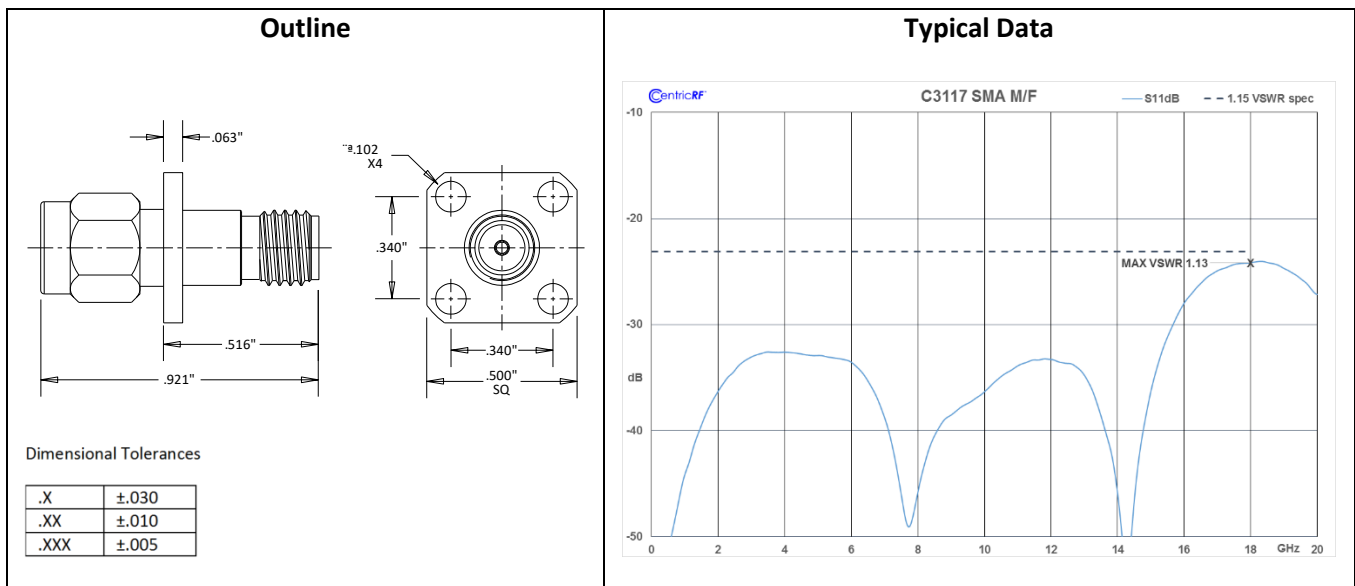 Outline
Typical Data
.063"
.102
X4
.340"
.340"
.500"
SQ
.516"
.921"
Dimensional Tolerances
.X ±.030
.XX ±.010
.XXX ±.005
CentricRF
C3117 SMA M/F
S11dB
1.15 VSWR spec
-10
-20
MAX VSWR 1.13
X
-30
dB
-40
-50
0 2 4 6 8 10 12 14 16 18 GHz 20